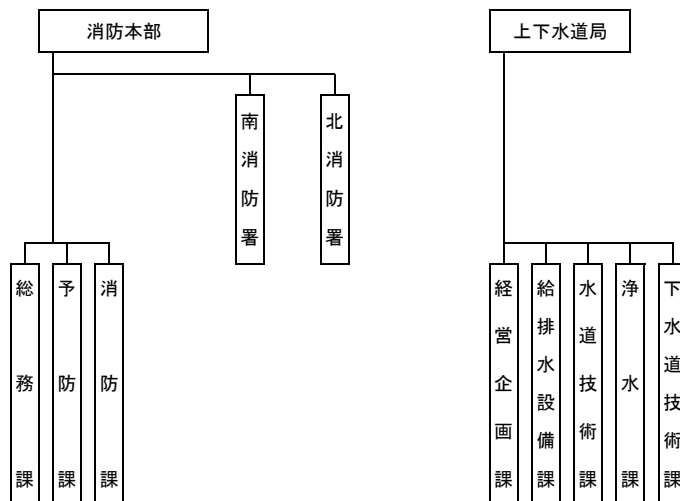 消防本部
上下水道局
南消防署
北消防署
総務課
予防課
消防課
経営企画課
給排水設備課
水道技術課
浄水課
下水道技術課